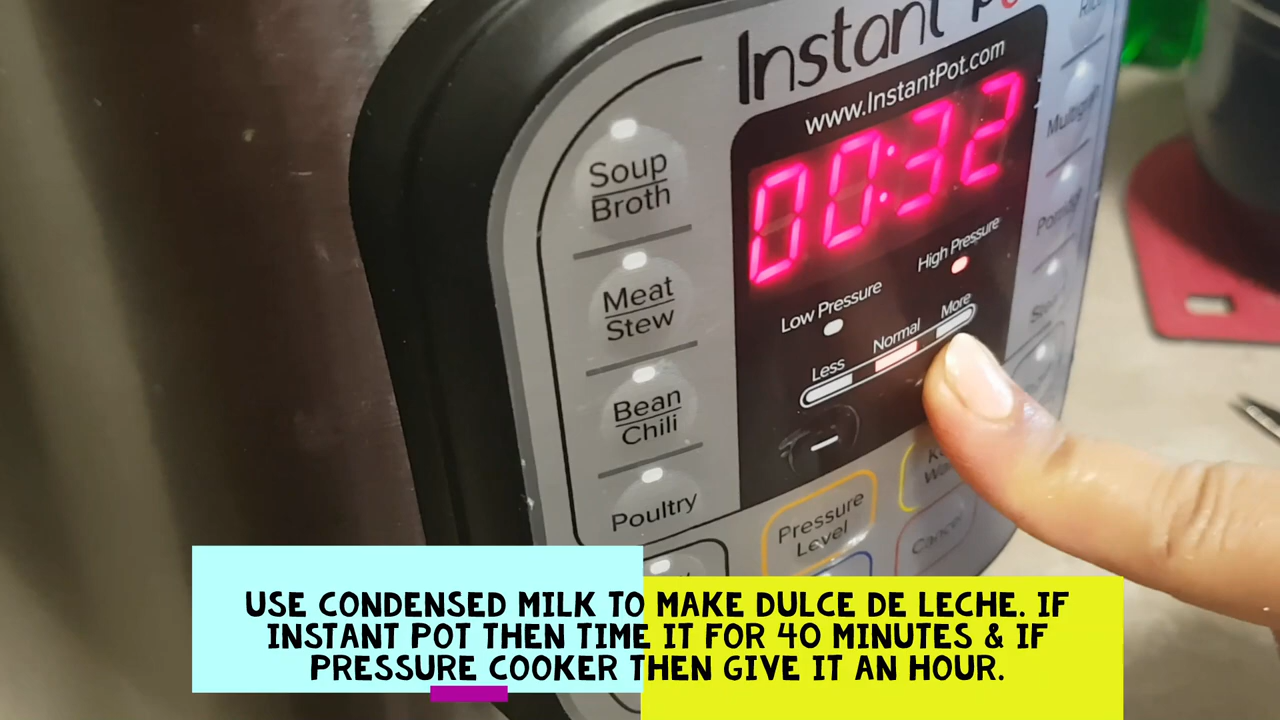 Instant
www.InstantPot.com
00:32
Soup
Broth
Meat
Stew
Bean
Chili
Poultry
Low Pressure
High Pressure
Less
Normal
More
Pressure
Level
Cancel
USE CONDENSED MILK TO MAKE DULCE DE LECHE. IF
INSTANT POT THEN TIME IT FOR 40 MINUTES & IF
PRESSURE COOKER THEN GIVE IT AN HOUR.